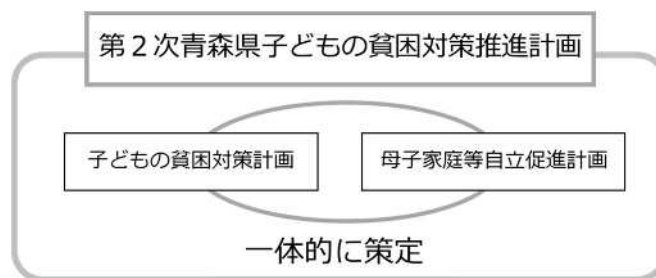 第２次青森県子どもの貧困対策推進計画
子どもの貧困対策計画
母子家庭等自立促進計画
一体的に策定